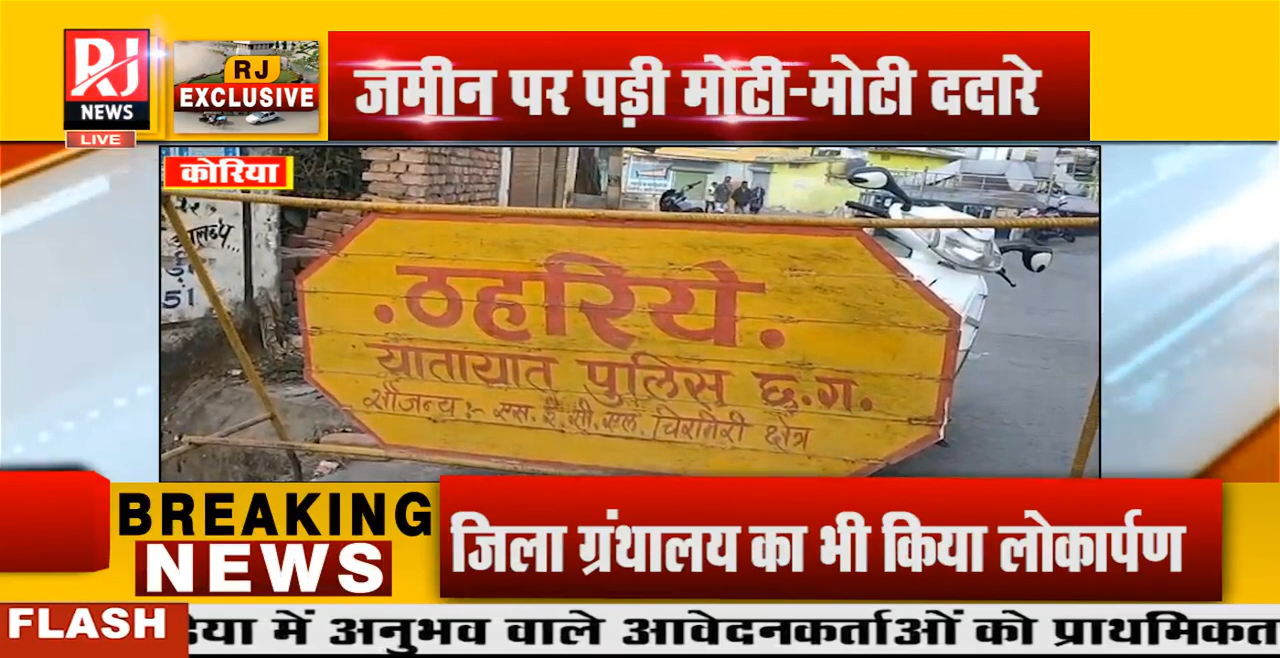 RJ
NEWS
LIVE
RJ
EXCLUSIVE
जमीन पर पड़ी मोटी-मोटी ददारे
कोरिया
51
.ठहरिये.
यातायात पुलिस छ.ग.
सौजन्य:- एस.ई.सी.एल. चिरमिरी क्षेत्र
BREAKING
NEWS
जिला ग्रंथालय का भी किया लोकार्पण
FLASH
में अनुभव वाले आवेदनकर्ताओं को प्राथमिकत